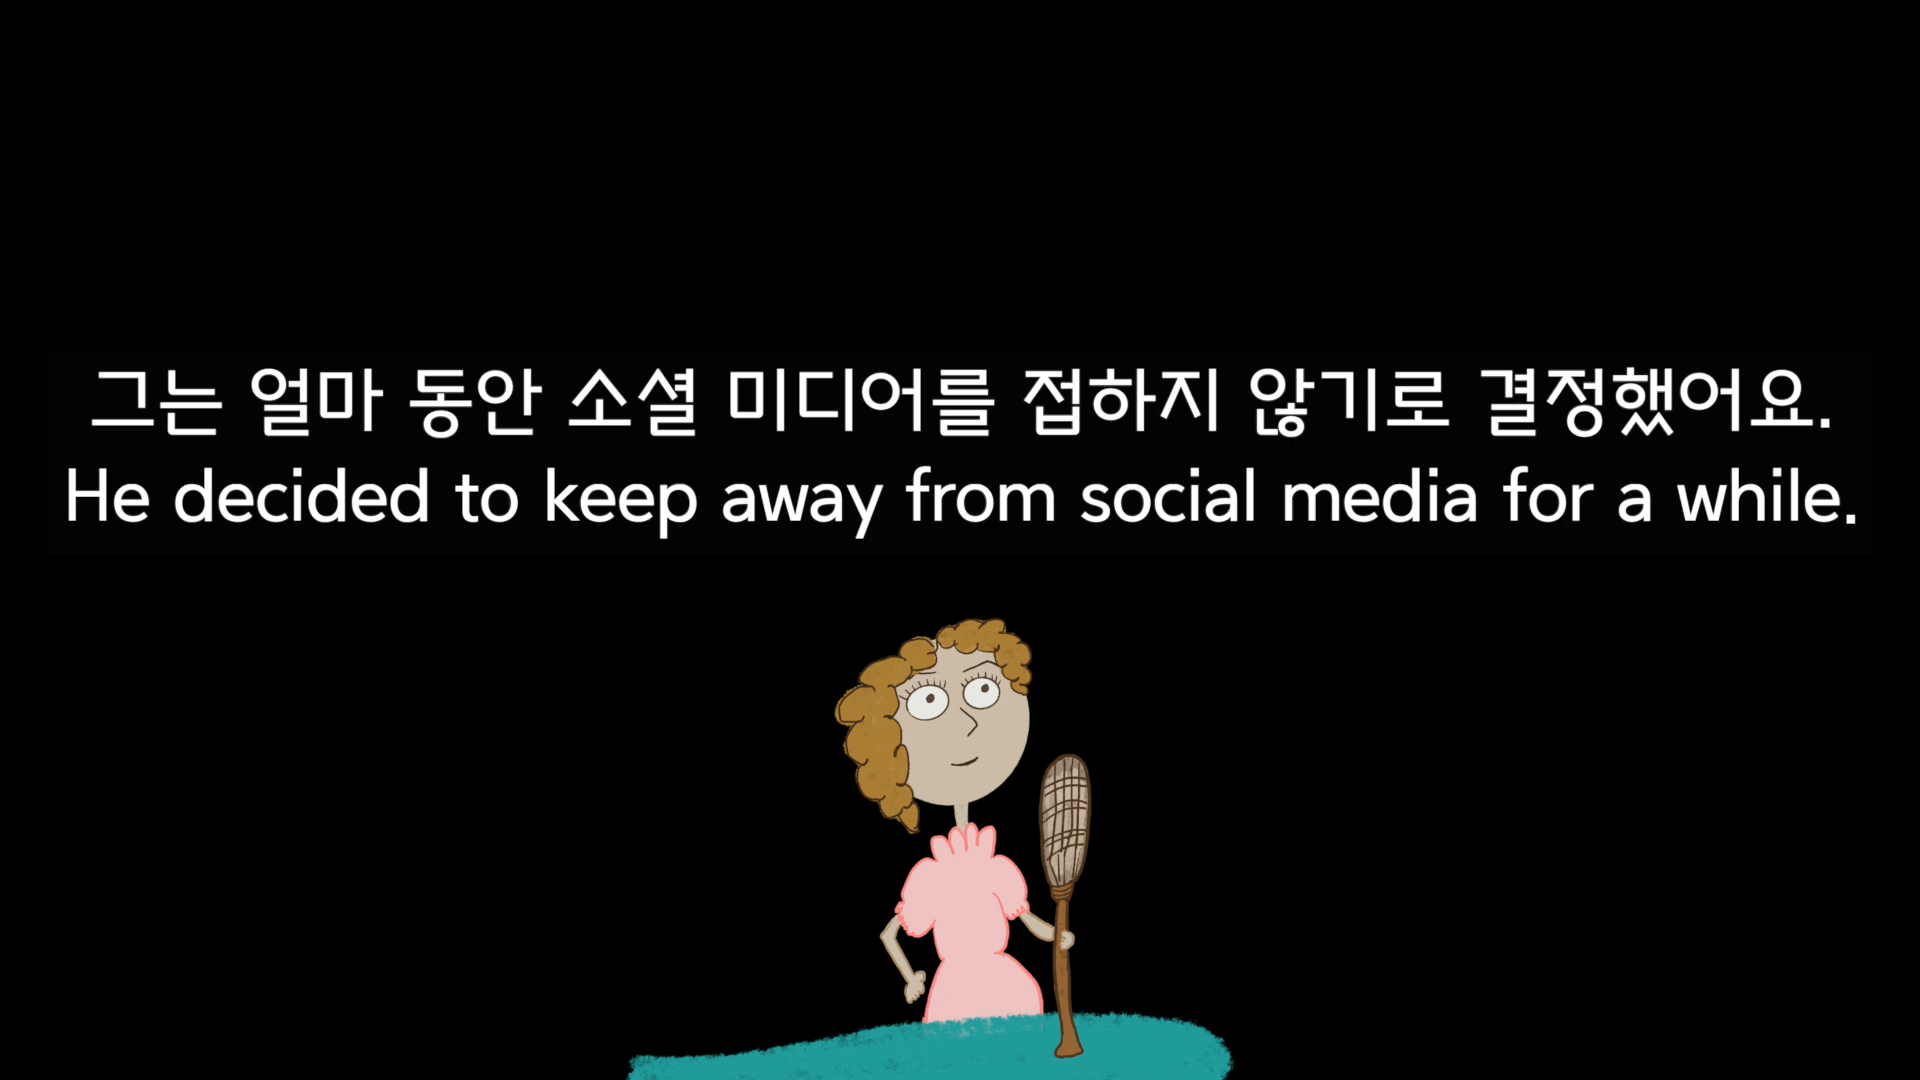 그는 얼마 동안 소셜 미디어를 접하지 않기로 결정했어요.
He decided to keep away from social media for a while.